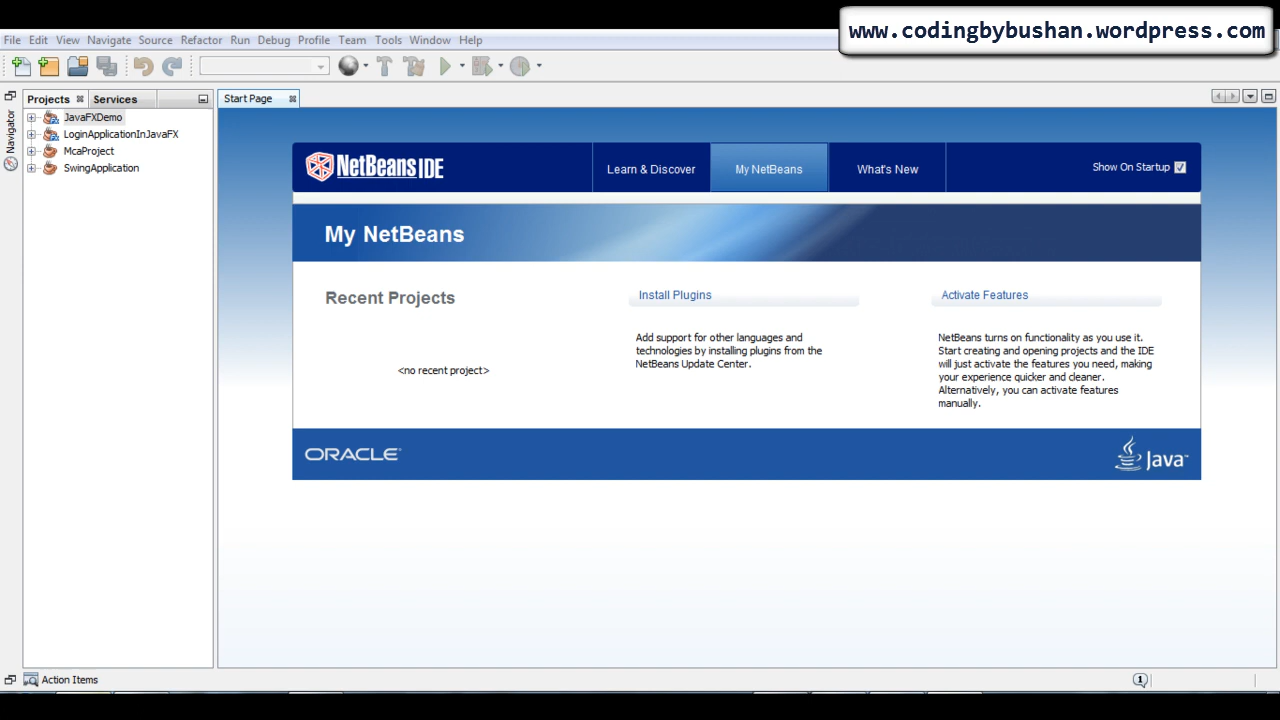 www.codingbybushan.wordpress.com
File Edit View Navigate Source Refactor Run Debug Profile Team Tools Window Help
Projects Services
Start Page
Navigator
JavaFXDemo
LoginApplicationInJavaFX
McaProject
SwingApplication
NetBeans IDE
Learn & Discover
My NetBeans
What's New
Show On Startup
My NetBeans
Recent Projects
<no recent project>
Install Plugins
Add support for other languages and
technologies by installing plugins from the
NetBeans Update Center.
Activate Features
NetBeans turns on functionality as you use it.
Start creating and opening projects and the IDE
will just activate the features you need, making
your experience quicker and cleaner.
Alternatively, you can activate features
manually.
ORACLE
Java™
Action Items
1